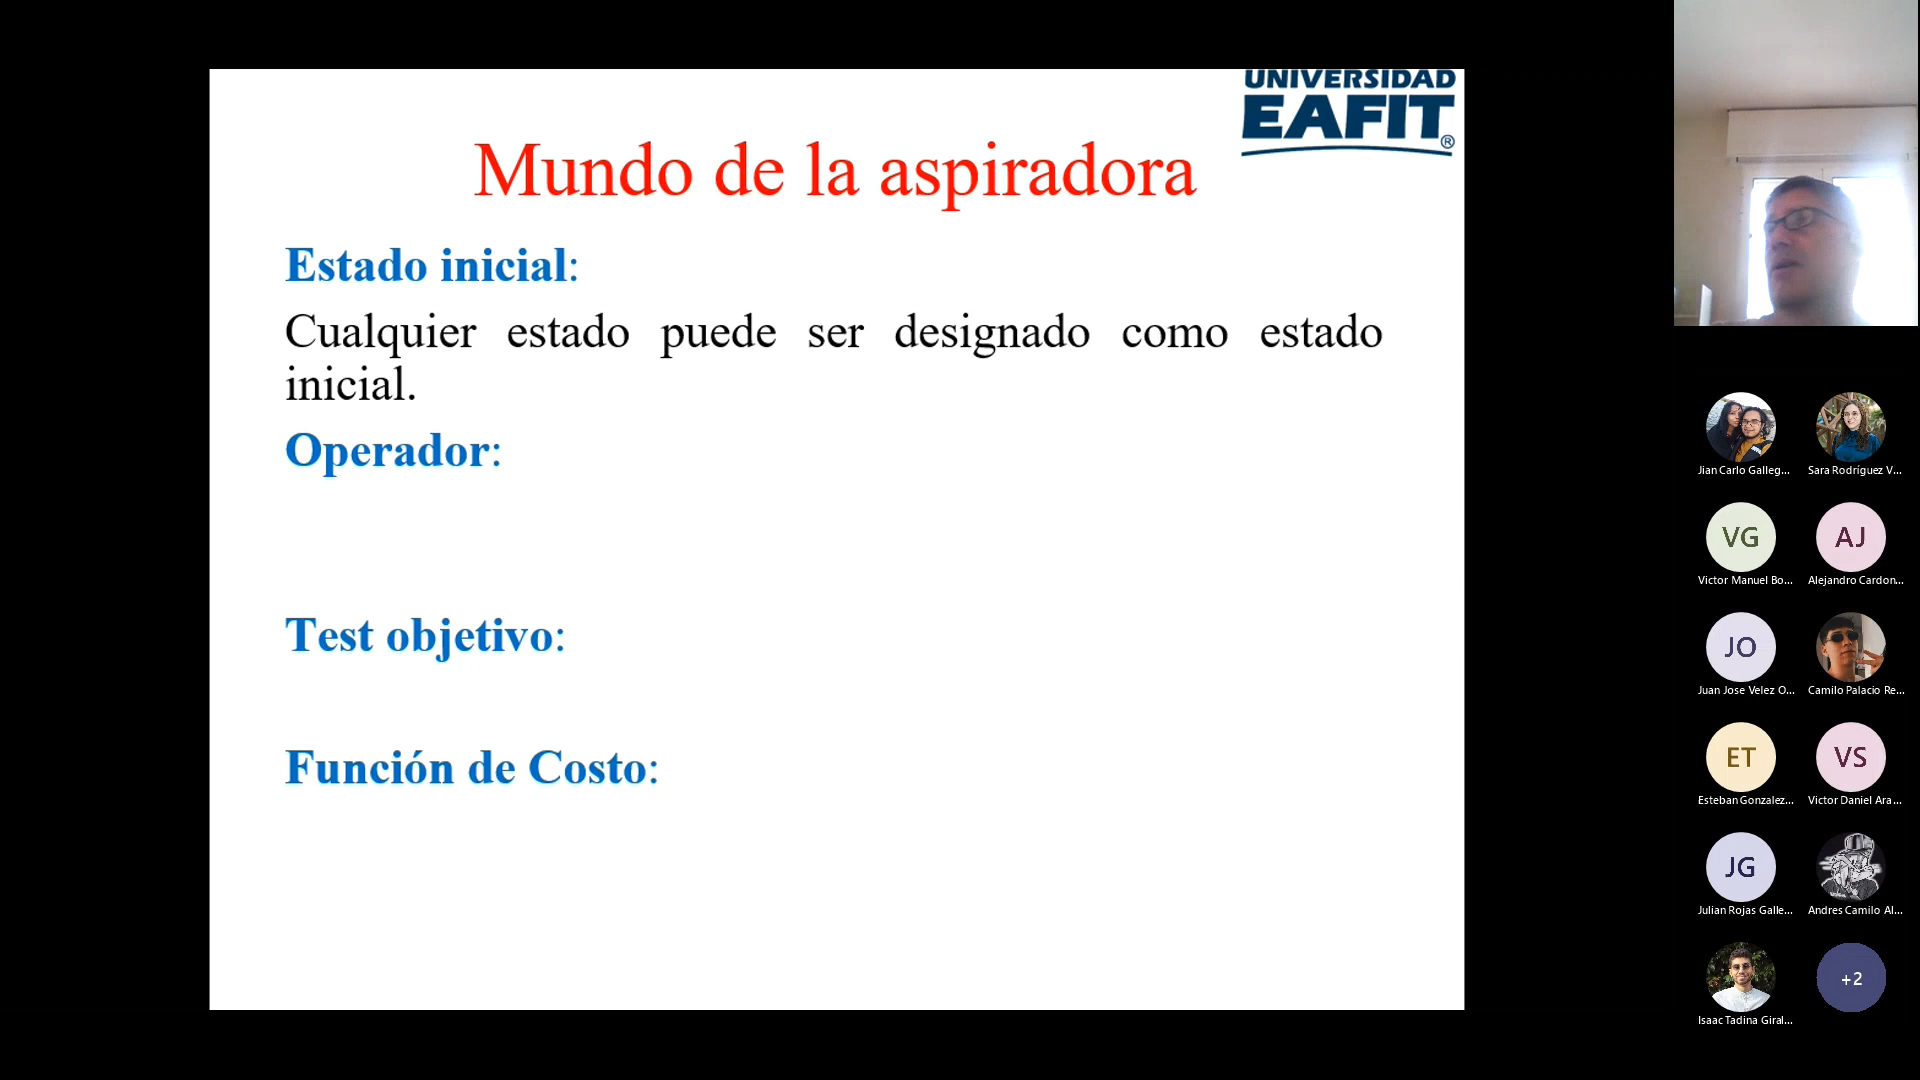 UNIVERSIDAD
EAFIT®
Mundo de la aspiradora
Estado inicial:
Cualquier estado puede ser designado como estado
inicial.
Operador:
Test objetivo:
Función de Costo:
Jian Carlo Galleg...
Sara Rodríguez V...
VG
AJ
Victor Manuel Bo...
Alejandro Cardon...
JO
Juan Jose Velez O...
Camilo Palacio Re...
ET
VS
Esteban Gonzalez...
Victor Daniel Ara...
JG
Julian Rojas Galle...
Andres Camilo Al...
+2
Isaac Tadina Giral...